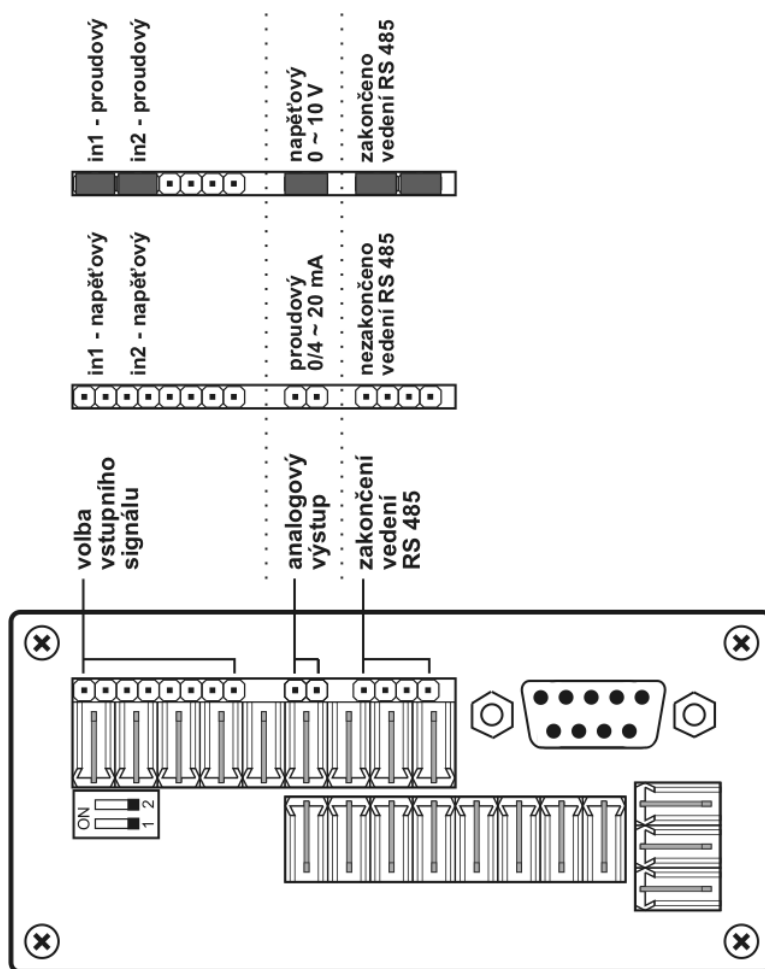 in1 - proudový
in2 - proudový
napěťový
0 ~ 10 V
zakončeno
vedení RS 485
in1 - napěťový
in2 - napěťový
proudový
0/4 ~ 20 mA
nezakončeno
vedení RS 485
volba
vstupního
signálu
analogový
výstup
zakončení
vedení
RS 485
ON
1 2